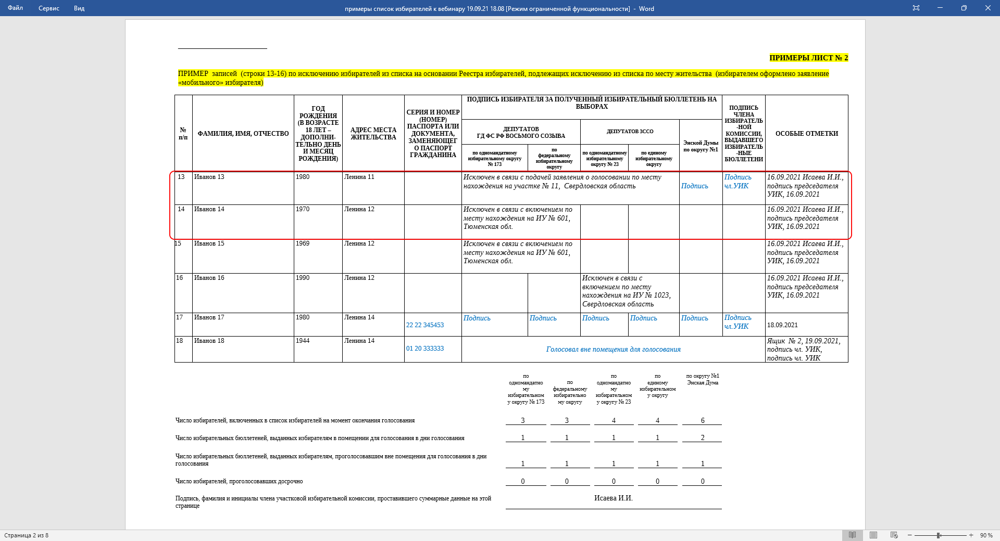 Файл Сервис Вид примеры список избирателей к вебинару 19.09.21 18.08 [Режим ограниченной функциональности] - Word
ПРИМЕРЫ ЛИСТ № 2
ПРИМЕР записей (строки 13-16) по исключению избирателей из списка на основании Реестра избирателей, подлежащих исключению из списка по месту жительства (избирателем оформлено заявление
«мобильного» избирателя)
№
п/п
ФАМИЛИЯ, ИМЯ, ОТЧЕСТВО
ГОД
РОЖДЕНИЯ
(В ВОЗРАСТЕ
18 ЛЕТ –
ДОПОЛНИ-
ТЕЛЬНО ДЕНЬ
И МЕСЯЦ
РОЖДЕНИЯ)
АДРЕС МЕСТА
ЖИТЕЛЬСТВА
СЕРИЯ И НОМЕР
(НОМЕР)
ПАСПОРТА ИЛИ
ДОКУМЕНТА,
ЗАМЕНЯЮЩЕГ
О ПАСПОРТ
ГРАЖДАНИНА
ПОДПИСЬ ИЗБИРАТЕЛЯ ЗА ПОЛУЧЕННЫЙ ИЗБИРАТЕЛЬНЫЙ БЮЛЛЕТЕНЬ НА
ВЫБОРАХ
ДЕПУТАТОВ
ГД ФС РФ ВОСЬМОГО СОЗЫВА
по одномандатному
избирательному округу
№ 173
по
федеральному
избирательному
округу
ДЕПУТАТОВ ЗССО
по одномандатному
избирательному
округу № 23
по единому
избирательному
округу
Энской Думы
по округу №1
ПОДПИСЬ
ЧЛЕНА
ИЗБИРАТЕЛЬ
-НОЙ
КОМИССИИ,
ВЫДАВШЕГО
ИЗБИРАТЕЛЬ
-НЫЕ
БЮЛЛЕТЕНИ
ОСОБЫЕ ОТМЕТКИ
13 Иванов 13 1980 Ленина 11
Исключен в связи с подачей заявления о голосовании по месту
нахождения на участке № 11, Свердловская область
Подпись
Подпись
чл.УИК
16.09.2021 Исаева И.И.,
подпись председателя
УИК, 16.09.2021
14 Иванов 14 1970 Ленина 12
Исключен в связи с включением по
месту нахождения на ИУ № 601,
Тюменская обл.
16.09.2021 Исаева И.И.,
подпись председателя
УИК, 16.09.2021
15 Иванов 15 1969 Ленина 12
Исключен в связи с включением по
месту нахождения на ИУ № 601,
Тюменская обл.
16.09.2021 Исаева И.И.,
подпись председателя
УИК, 16.09.2021
16 Иванов 16 1990 Ленина 12
Исключен в связи с
включением по месту
нахождения на ИУ № 1023,
Свердловская область
16.09.2021 Исаева И.И.,
подпись председателя
УИК, 16.09.2021
17 Иванов 17 1980 Ленина 14
22 22 345453
Подпись Подпись Подпись Подпись Подпись
Подпись
чл.УИК
18.09.2021
18 Иванов 18 1944 Ленина 14
01 20 333333
Голосовал вне помещения для голосования
Ящик № 2, 19.09.2021,
подпись чл. УИК,
подпись чл. УИК
по
одномандатно
му
избирательном
у округу № 173
по
федеральному
избирательно
му округу
по
одномандатно
му
избирательном
у округу № 23
по
единому
избирательном
у округу
по округу №1
Энская Дума
Число избирателей, включенных в список избирателей на момент окончания голосования 3 3 4 4 6
Число избирательных бюллетеней, выданных избирателям в помещении для голосования в дни голосования 1 1 1 1 2
Число избирательных бюллетеней, выданных избирателям, проголосовавшим вне помещения для голосования в дни
голосования 1 1 1 1 1
Число избирателей, проголосовавших досрочно 0 0 0 0 0
Подпись, фамилия и инициалы члена участковой избирательной комиссии, проставившего суммарные данные на этой
странице
Исаева И.И.
Страница 2 из 8 90 %